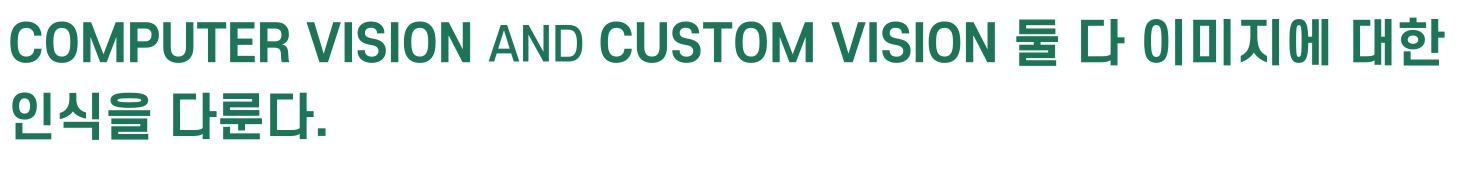 COMPUTER VISION AND CUSTOM VISION 둘 다 이미지에 대한
인식을 다룬다.